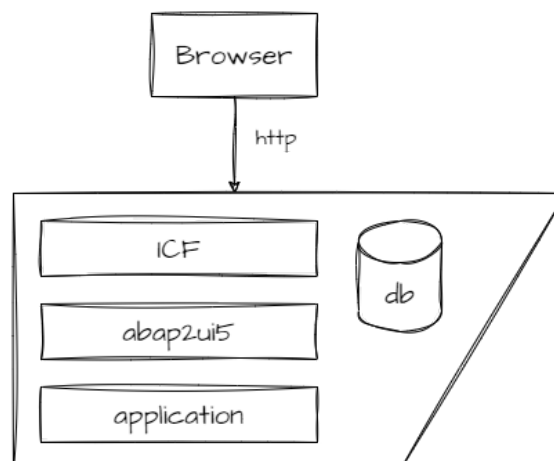 Browser
http
ICF
db
abap2ui5
application